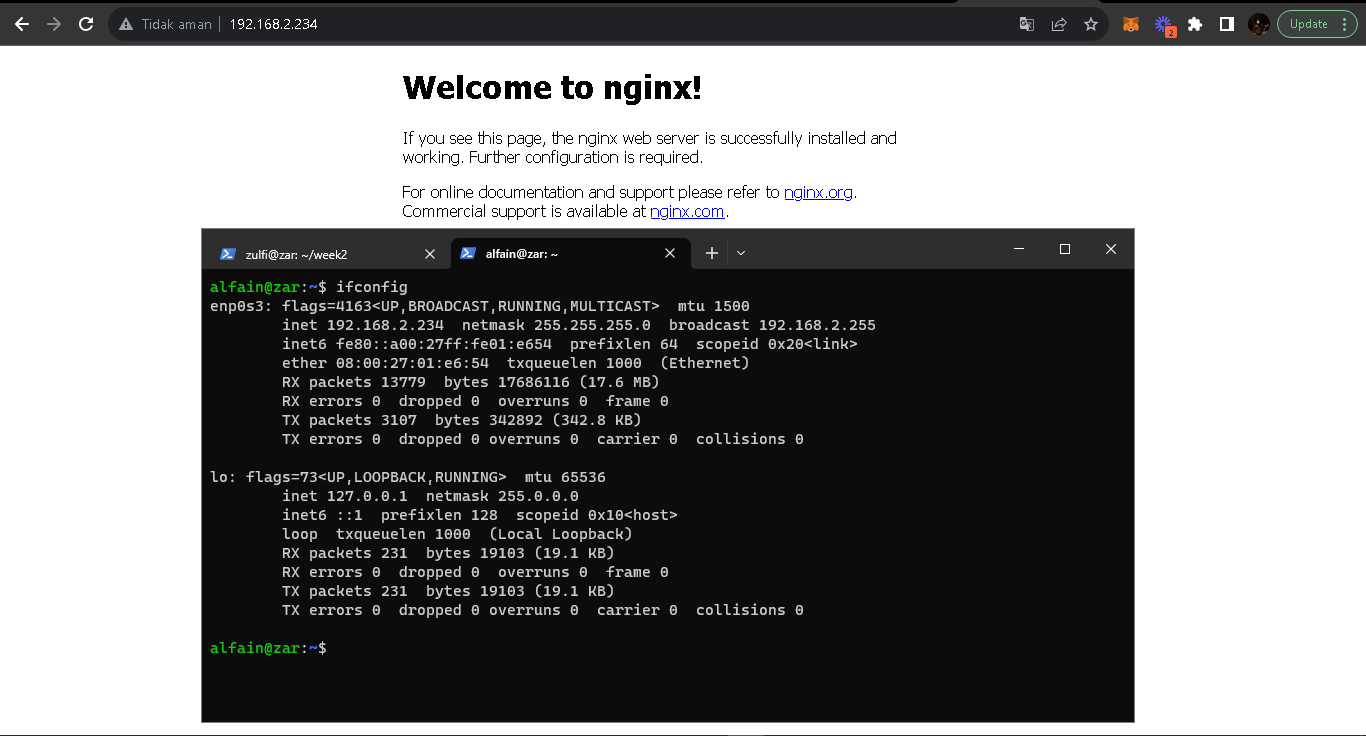 Tidak aman
192.168.2.234
2
Update
Welcome to nginx!
If you see this page, the nginx web server is successfully installed and
working. Further configuration is required.
For online documentation and support please refer to nginx.org.
Commercial support is available at nginx.com.
zulfi@zar: ~/week2
alfain@zar: ~
alfain@zar:~$ ifconfig
enp0s3: flags=4163<UP,BROADCAST,RUNNING,MULTICAST>  mtu 1500
        inet 192.168.2.234  netmask 255.255.255.0  broadcast 192.168.2.255
        inet6 fe80::a00:27ff:fe01:e654  prefixlen 64  scopeid 0x20<link>
        ether 08:00:27:01:e6:54  txqueuelen 1000  (Ethernet)
        RX packets 13779  bytes 17686116 (17.6 MB)
        RX errors 0  dropped 0  overruns 0  frame 0
        TX packets 3107  bytes 342892 (342.8 KB)
        TX errors 0  dropped 0 overruns 0  carrier 0  collisions 0
lo: flags=73<UP,LOOPBACK,RUNNING>  mtu 65536
        inet 127.0.0.1  netmask 255.0.0.0
        inet6 ::1  prefixlen 128  scopeid 0x10<host>
        loop  txqueuelen 1000  (Local Loopback)
        RX packets 231  bytes 19103 (19.1 KB)
        RX errors 0  dropped 0  overruns 0  frame 0
        TX packets 231  bytes 19103 (19.1 KB)
        TX errors 0  dropped 0 overruns 0  carrier 0  collisions 0
alfain@zar:~$